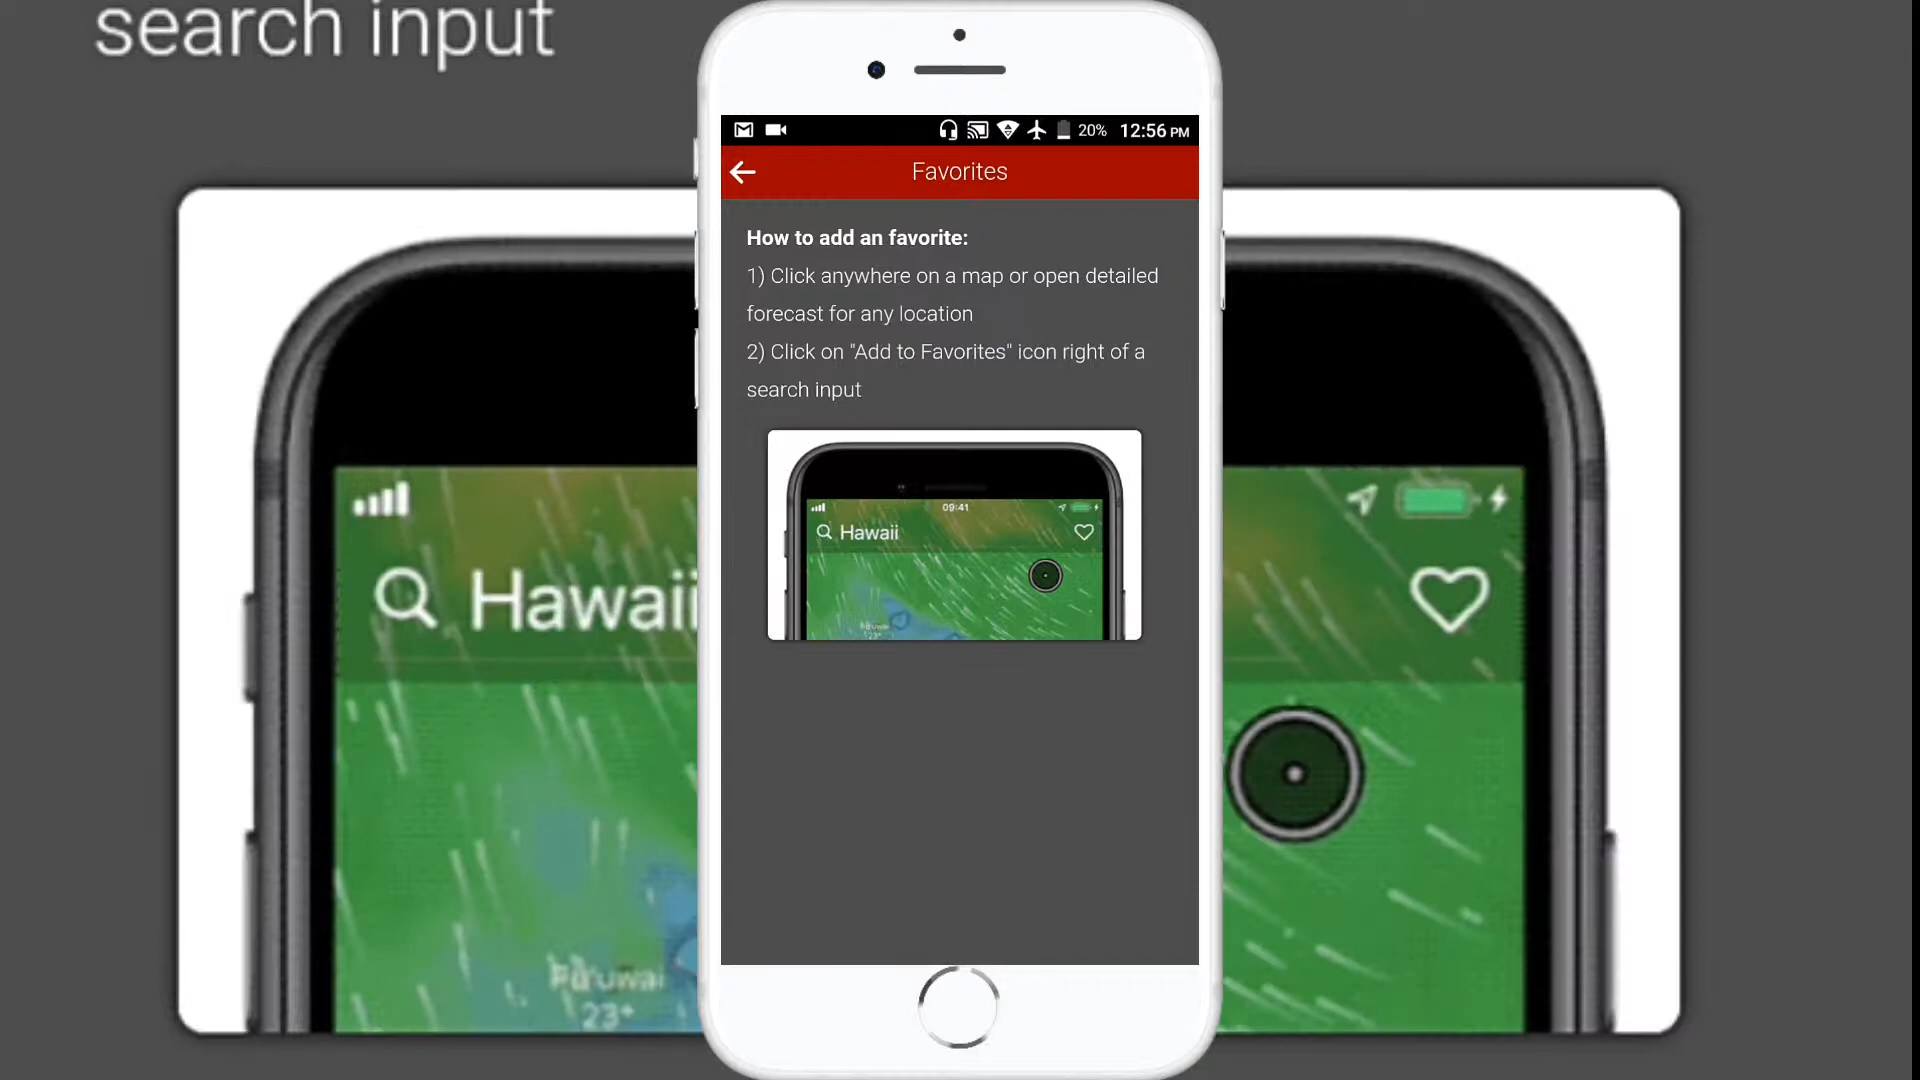 search input
20% 12:56 PM
Favorites
How to add an favorite:
1) Click anywhere on a map or open detailed
forecast for any location
2) Click on "Add to Favorites" icon right of a
search input
09:41
Hawaii
23°
Hawaii
23°